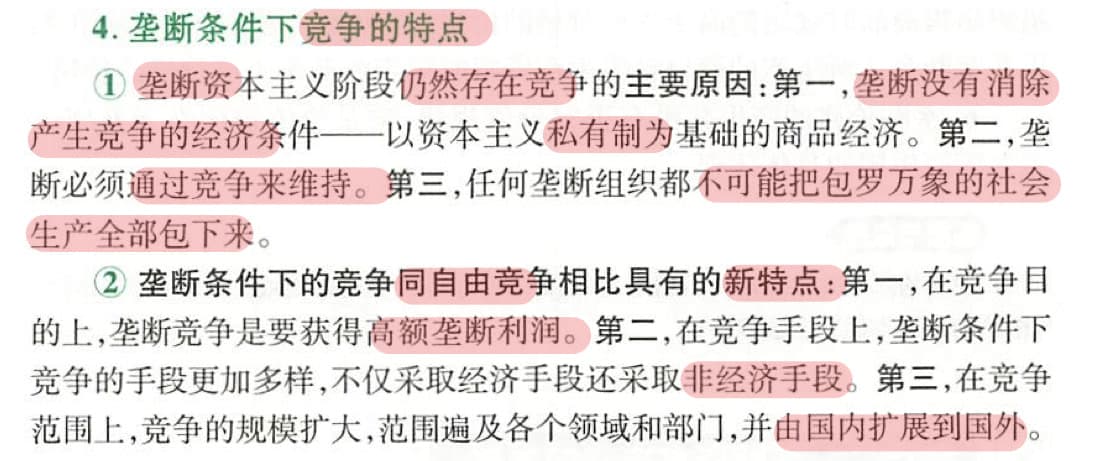 4. 垄断条件下竞争的特点
① 垄断资本主义阶段仍然存在竞争的主要原因:第一,垄断没有消除
产生竞争的经济条件——以资本主义私有制为基础的商品经济。第二,垄
断必须通过竞争来维持。第三,任何垄断组织都不可能把包罗万象的社会
生产全部包下来。
② 垄断条件下的竞争同自由竞争相比具有的新特点:第一,在竞争目
的上,垄断竞争是要获得高额垄断利润。第二,在竞争手段上,垄断条件下
竞争的手段更加多样,不仅采取经济手段还采取非经济手段。第三,在竞争
范围上,竞争的规模扩大,范围遍及各个领域和部门,并由国内扩展到国外。